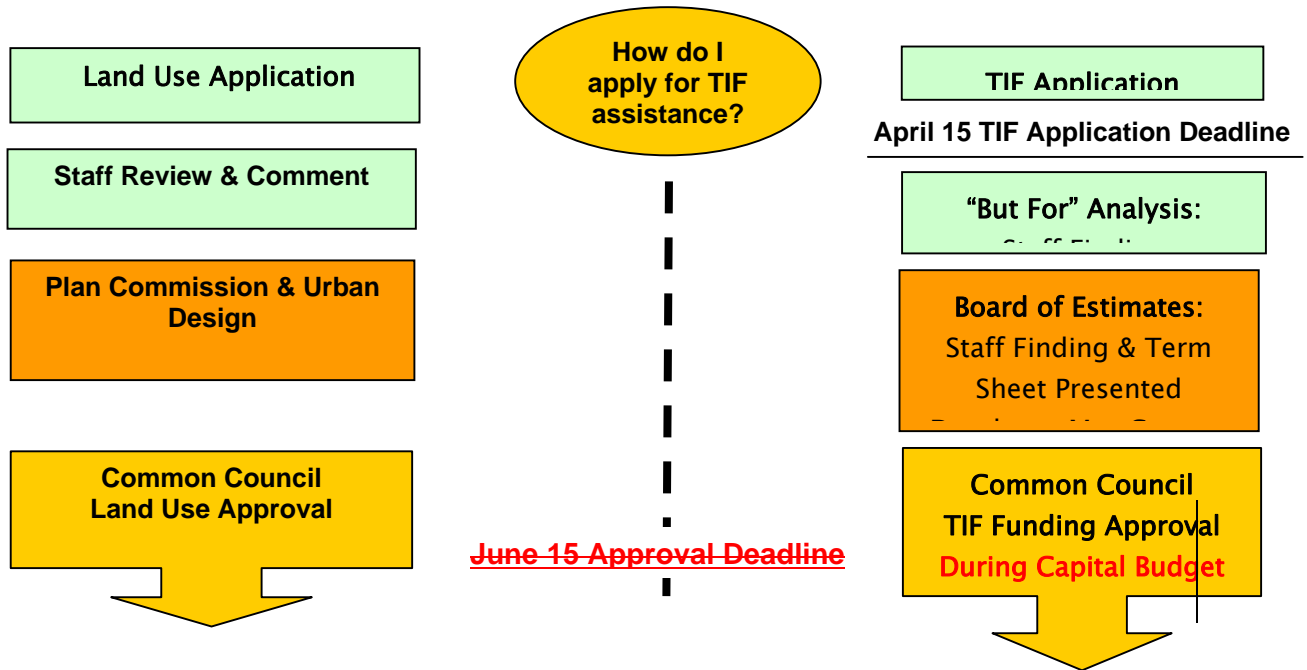 Land Use Application
Staff Review & Comment
Plan Commission & Urban
Design
Common Council
Land Use Approval
How do I
apply for TIF
assistance?
June 15 Approval Deadline
TIF Application
April 15 TIF Application Deadline
“But For” Analysis:
Board of Estimates:
Staff Finding & Term
Sheet Presented
Common Council
TIF Funding Approval
During Capital Budget